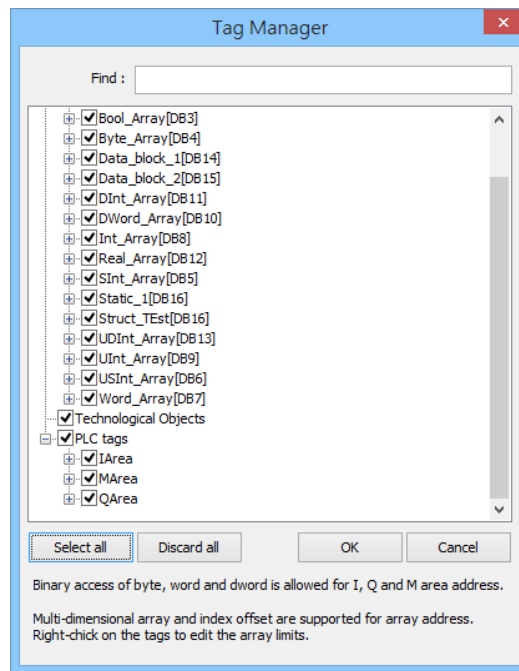 Tag Manager
Find :
Bool_Array[DB3]
Byte_Array[DB4]
Data_block_1[DB14]
Data_block_2[DB15]
DInt_Array[DB11]
DWord_Array[DB10]
Int_Array[DB8]
Real_Array[DB12]
SInt_Array[DB5]
Static_1[DB16]
Struct_TEst[DB16]
UDInt_Array[DB13]
UInt_Array[DB9]
USInt_Array[DB6]
Word_Array[DB7]
Technological Objects
PLC tags
IArea
MArea
QArea
Select all Discard all OK Cancel
Binary access of byte, word and dword is allowed for I, Q and M area address.
Multi-dimensional array and index offset are supported for array address.
Right-chick on the tags to edit the array limits.